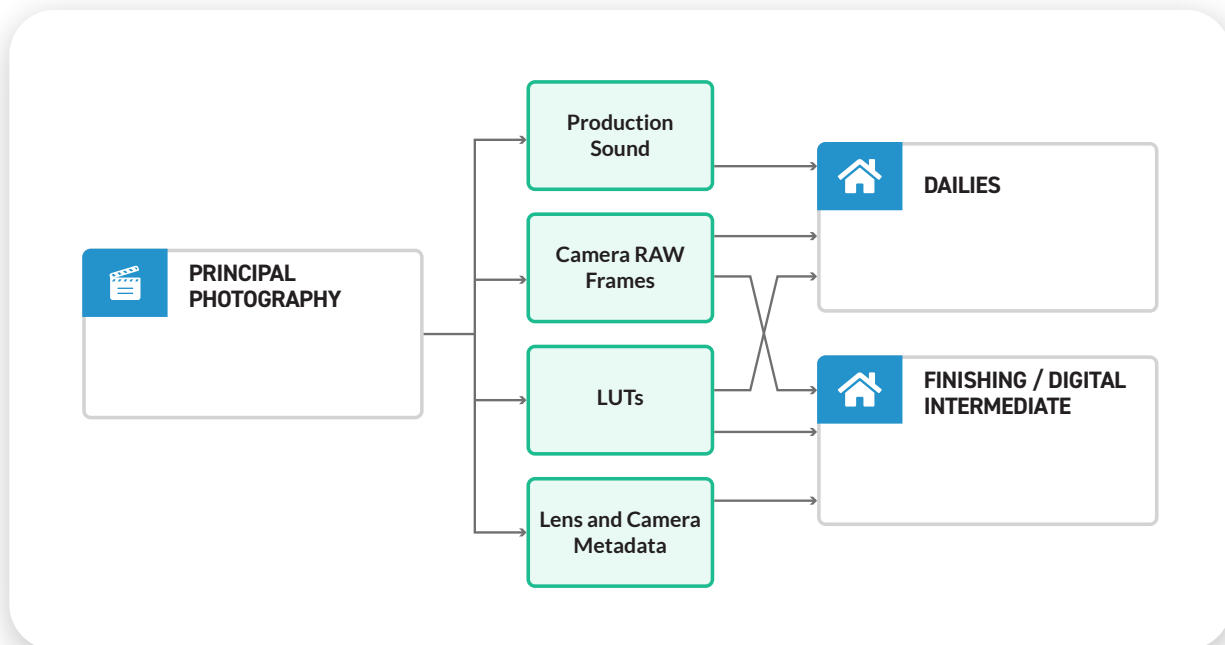 PRINCIPAL
PHOTOGRAPHY
Production
Sound
Camera RAW
Frames
LUTs
Lens and Camera
Metadata
DAILIES
FINISHING / DIGITAL
INTERMEDIATE